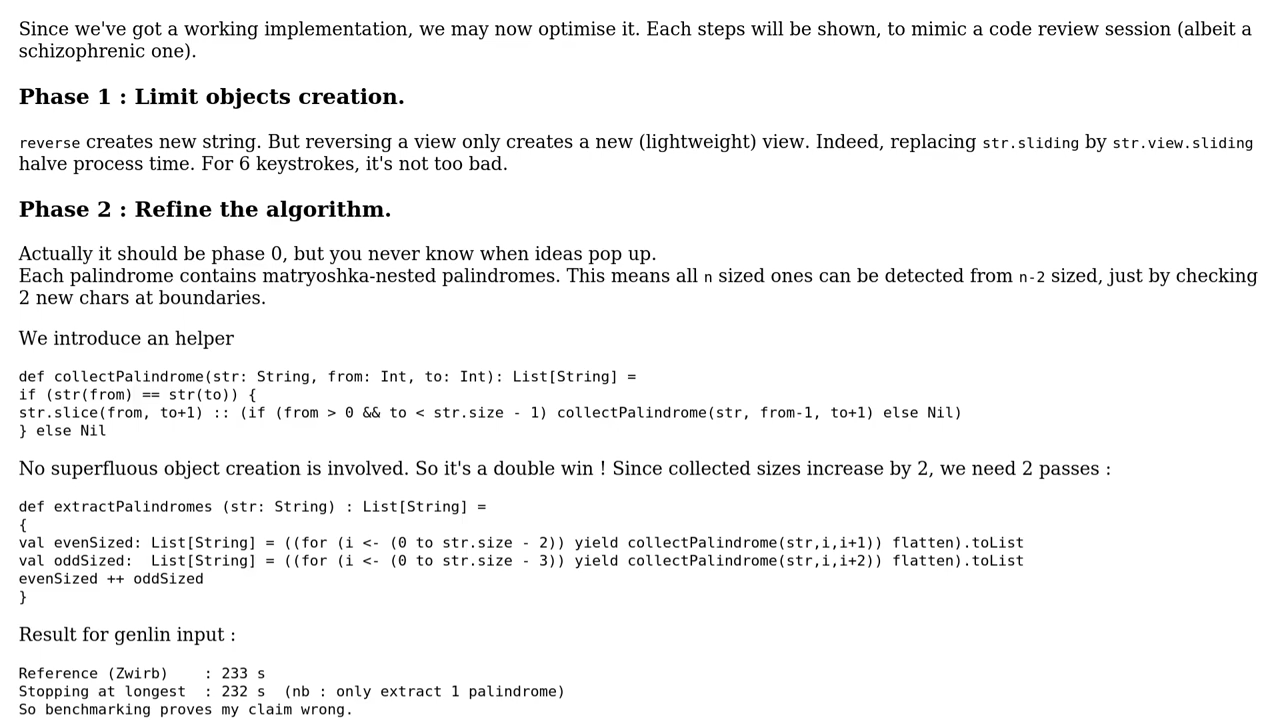 Since we've got a working implementation, we may now optimise it. Each steps will be shown, to mimic a code review session (albeit a
schizophrenic one).
Phase 1 : Limit objects creation.
reverse creates new string. But reversing a view only creates a new (lightweight) view. Indeed, replacing str.sliding by str.view.sliding
halve process time. For 6 keystrokes, it's not too bad.
Phase 2 : Refine the algorithm.
Actually it should be phase 0, but you never know when ideas pop up.
Each palindrome contains matryoshka-nested palindromes. This means all n sized ones can be detected from n-2 sized, just by checking
2 new chars at boundaries.
We introduce an helper
def collectPalindrome(str: String, from: Int, to: Int): List[String] =
if (str(from) == str(to)) {
str.slice(from, to+1) :: (if (from > 0 && to < str.size - 1) collectPalindrome(str, from-1, to+1) else Nil)
} else Nil
No superfluous object creation is involved. So it's a double win ! Since collected sizes increase by 2, we need 2 passes :
def extractPalindromes (str: String) : List[String] =
{
val evenSized: List[String] = ((for (i <- (0 to str.size - 2)) yield collectPalindrome(str,i,i+1)) flatten).toList
val oddSized:  List[String] = ((for (i <- (0 to str.size - 3)) yield collectPalindrome(str,i,i+2)) flatten).toList
evenSized ++ oddSized
}
Result for genlin input :
Reference (Zwirb)    : 233 s
Stopping at longest  : 232 s  (nb : only extract 1 palindrome)
So benchmarking proves my claim wrong.